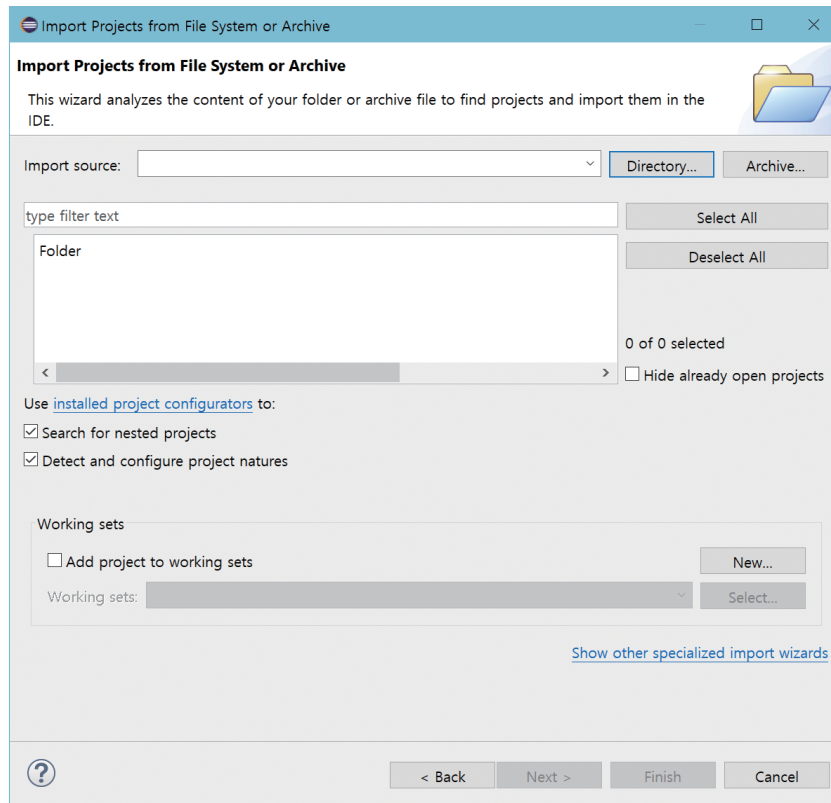 Import Projects from File System or Archive
Import Projects from File System or Archive
This wizard analyzes the content of your folder or archive file to find projects and import them in the
IDE.
Import source: Directory... Archive...
type filter text Select All
Folder Deselect All
0 of 0 selected
Hide already open projects
Use installed project configurators to:
Search for nested projects
Detect and configure project natures
Working sets
Add project to working sets New...
Working sets: Select...
Show other specialized import wizards
? < Back Next > Finish Cancel